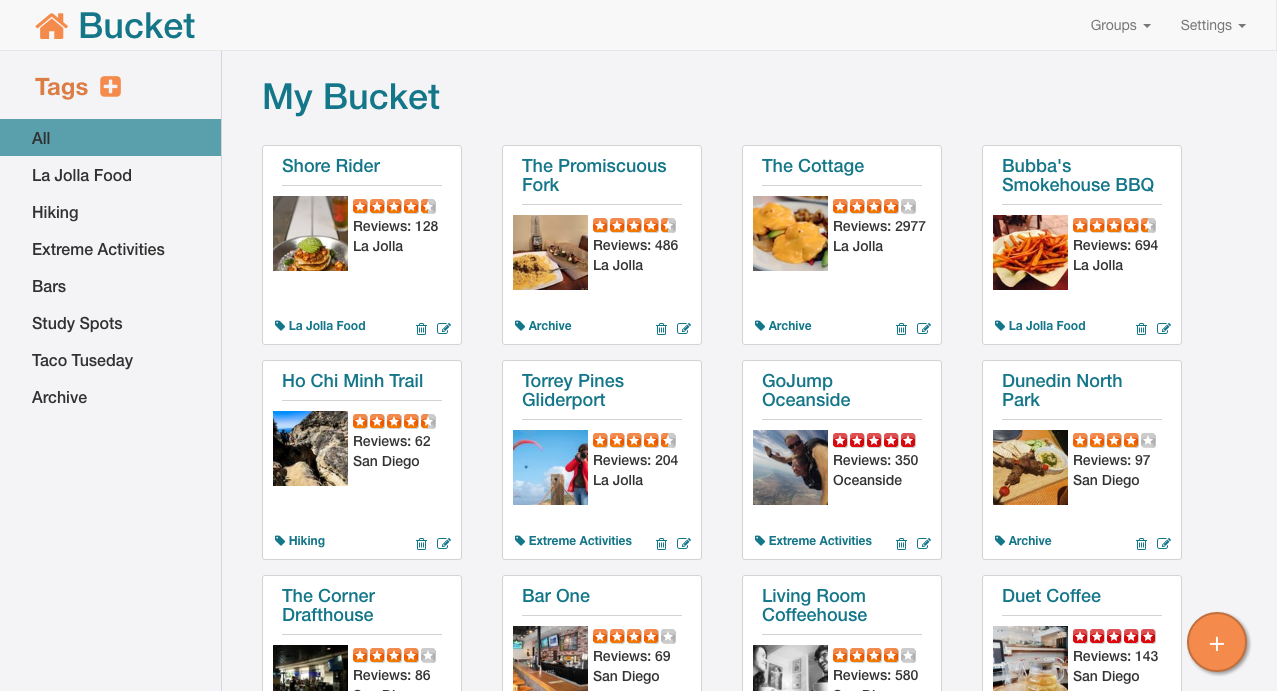 Bucket
Groups
Settings
Tags
All
La Jolla Food
Hiking
Extreme Activities
Bars
Study Spots
Taco Tuseday
Archive
My Bucket
Shore Rider
Reviews: 128
La Jolla
La Jolla Food
The Promiscuous
Fork
Reviews: 486
La Jolla
Archive
The Cottage
Reviews: 2977
La Jolla
Archive
Bubba's
Smokehouse BBQ
Reviews: 694
La Jolla
La Jolla Food
Ho Chi Minh Trail
Reviews: 62
San Diego
Hiking
Torrey Pines
Gliderport
Reviews: 204
La Jolla
Extreme Activities
GoJump
Oceanside
Reviews: 350
Oceanside
Extreme Activities
Dunedin North
Park
Reviews: 97
San Diego
Archive
The Corner
Drafthouse
Reviews: 86
Bar One
Reviews: 69
San Diego
Living Room
Coffeehouse
Reviews: 580
Duet Coffee
Reviews: 143
San Diego
+